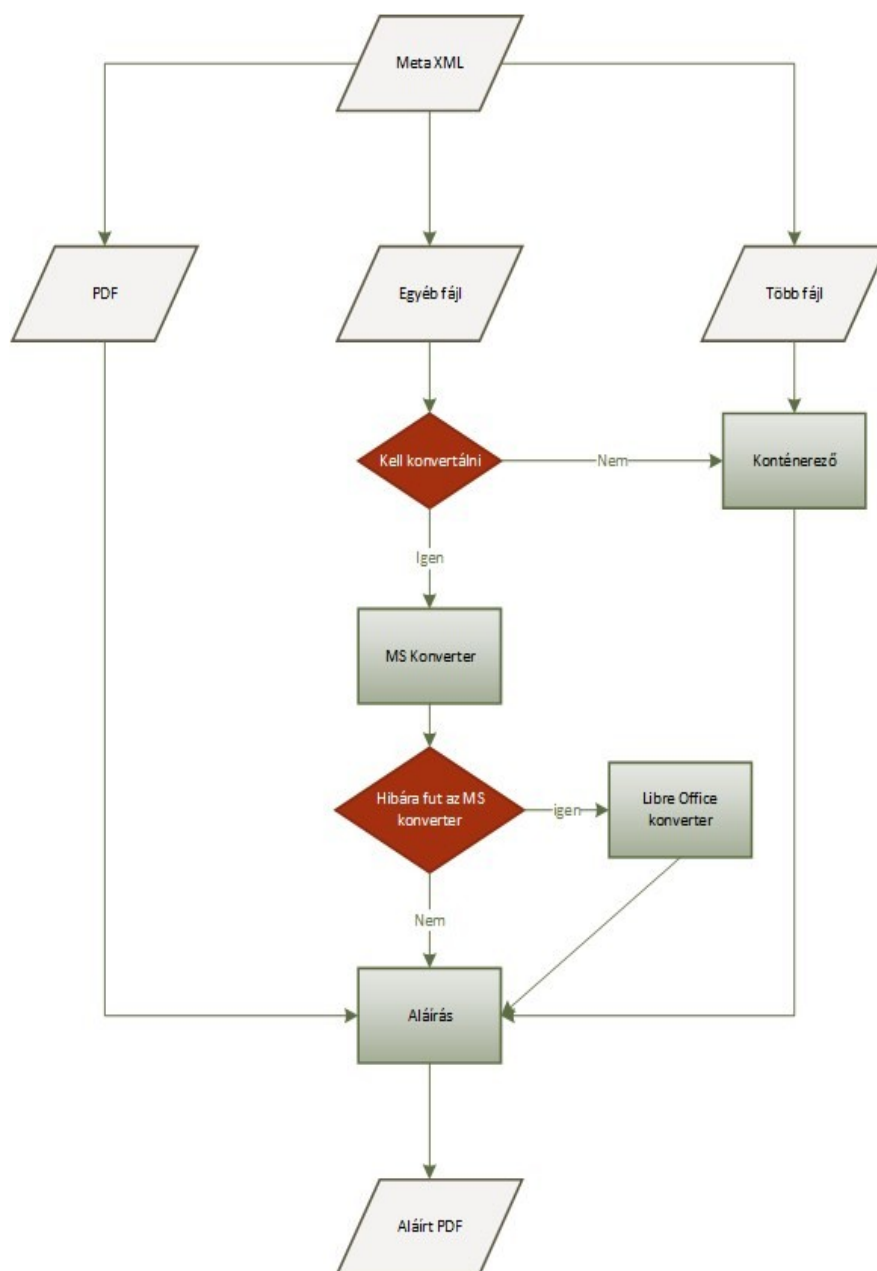 Meta XML
PDF
Egyéb fájl
Több fájl
Kell konvertálni
Nem
Konténerező
Igen
MS Konverter
Hibára fut az MS
konverter
igen
Libre Office
konverter
Nem
Aláírás
Aláírt PDF